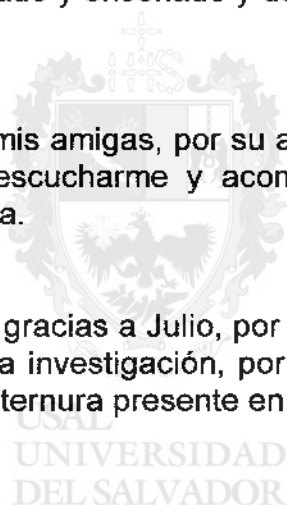 mis amigas, por su a
escucharme y acon
a.
gracias a Julio, por
a investigación, por
ternura presente en
USAL
UNIVERSIDAD
DEL SALVADOR